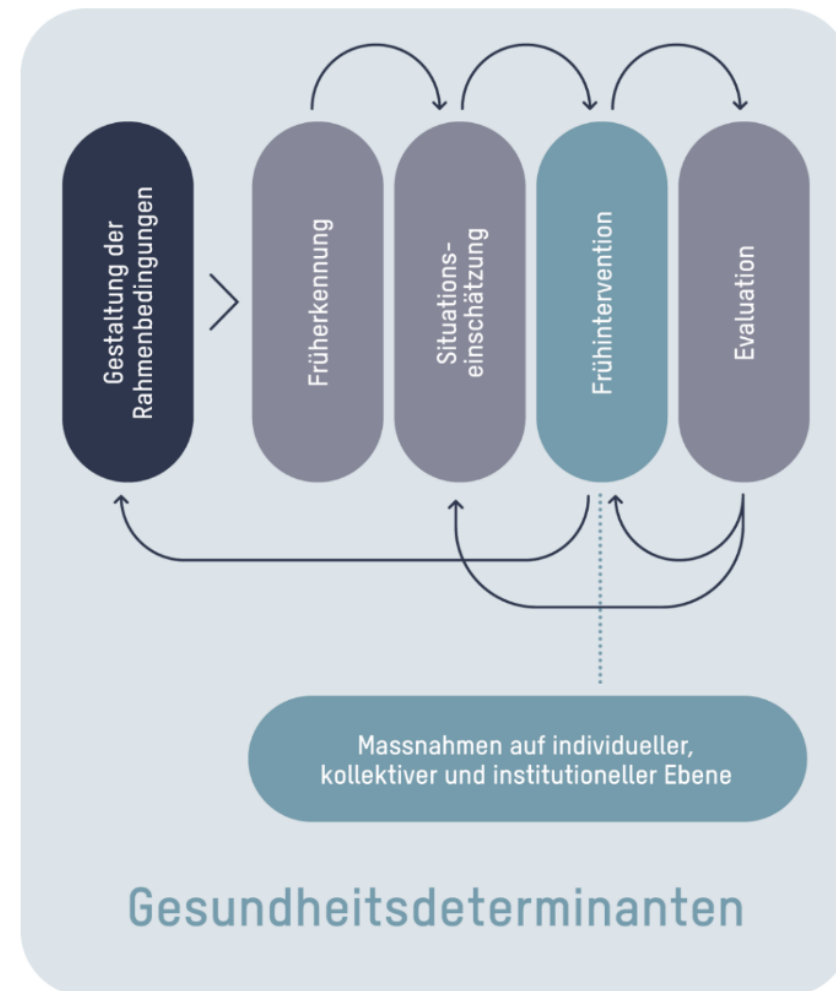 Gestaltung der
Rahmenbedingungen
Früherkennung
Situations-
einschätzung
Frühintervention
Evaluation
Massnahmen auf individueller,
kollektiver und institutioneller Ebene
Gesundheitsdeterminanten